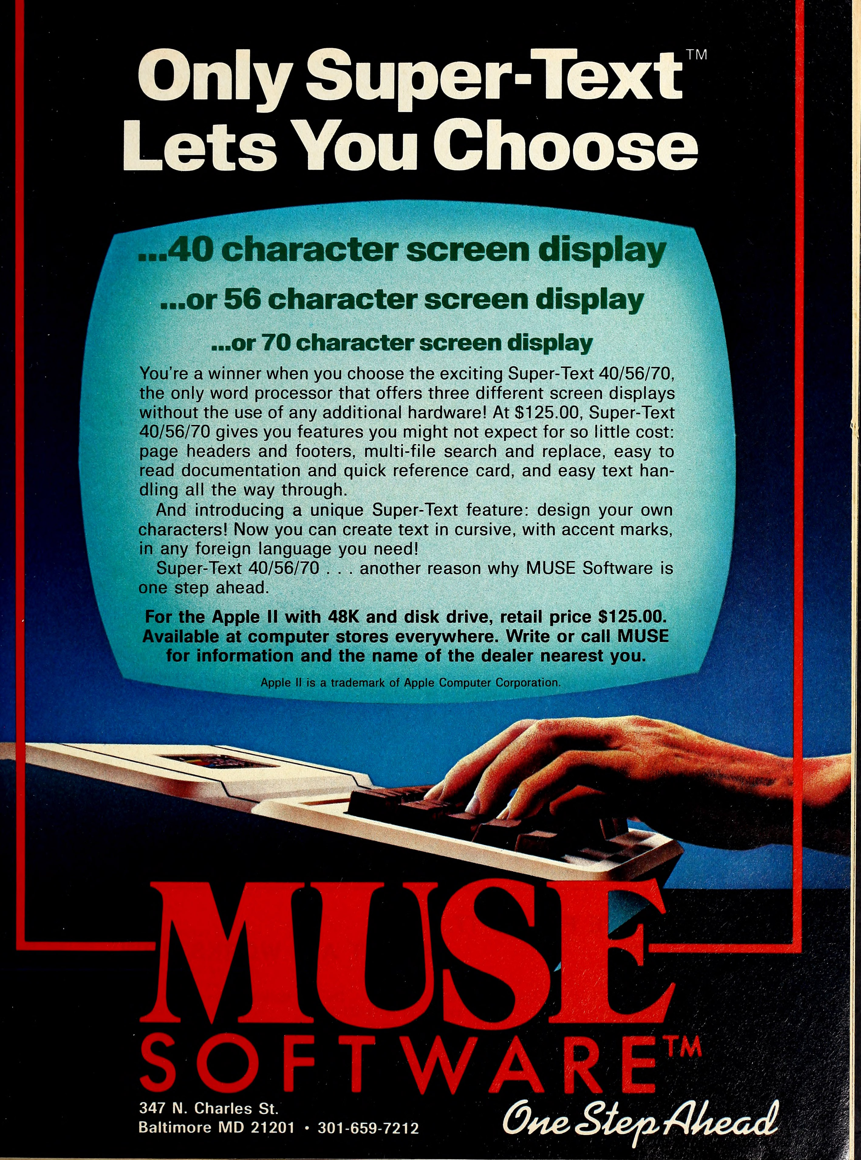 Only Super-Text™
Lets You Choose
...40 character screen display
...or 56 character screen display
...or 70 character screen display
You're a winner when you choose the exciting Super-Text 40/56/70,
the only word processor that offers three different screen displays
without the use of any additional hardware! At $125.00, Super-Text
40/56/70 gives you features you might not expect for so little cost:
page headers and footers, multi-file search and replace, easy to
read documentation and quick reference card, and easy text han-
dling all the way through.
And introducing a unique Super-Text feature: design your own
characters! Now you can create text in cursive, with accent marks,
in any foreign language you need!
Super-Text 40/56/70 . . . another reason why MUSE Software is
one step ahead.
For the Apple II with 48K and disk drive, retail price $125.00.
Available at computer stores everywhere. Write or call MUSE
for information and the name of the dealer nearest you.
Apple II is a trademark of Apple Computer Corporation.
MUSE
SOFTWARE™
347 N. Charles St.
Baltimore MD 21201 • 301-659-7212
One Step Ahead